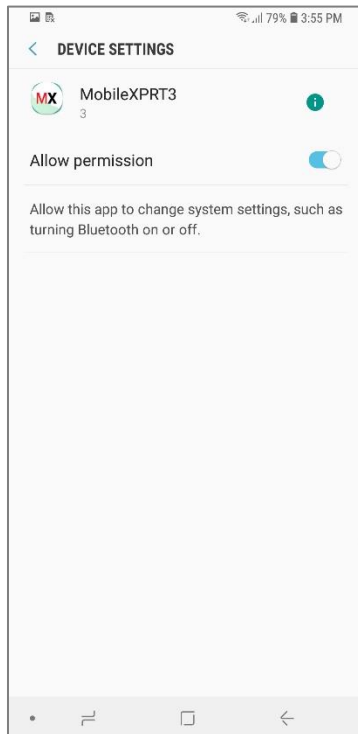 79% 3:55 PM
DEVICE SETTINGS
MX MobileXPRT3
3
Allow permission
Allow this app to change system settings, such as
turning Bluetooth on or off.